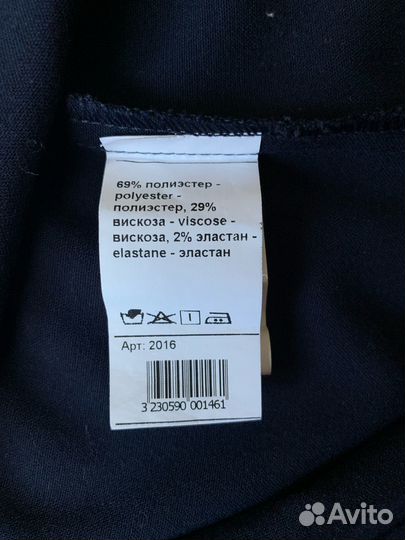 69% полиэстер -
polyester -
полиэстер, 29%
вискоза - viscose -
вискоза, 2% эластан -
elastane - эластан
Арт: 2016
3 230590 001461
Avito